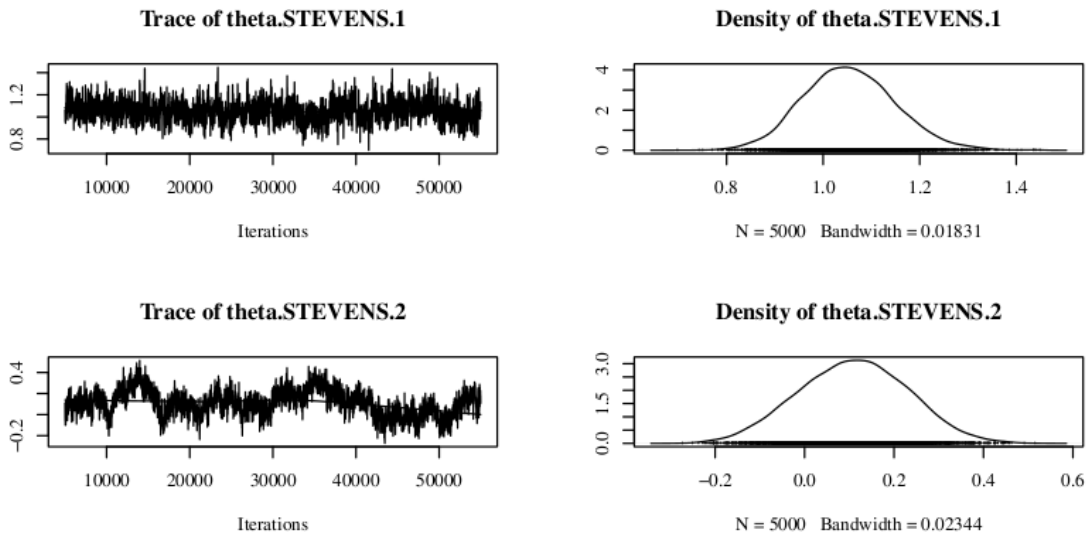 Trace of theta.STEVENS.1
0.8 1.2
10000 20000 30000 40000 50000
Iterations
Density of theta.STEVENS.1
0 2 4
0.8 1.0 1.2 1.4
N = 5000 Bandwidth = 0.01831
Trace of theta.STEVENS.2
−0.2 0.4
10000 20000 30000 40000 50000
Iterations
Density of theta.STEVENS.2
0.0 1.5 3.0
−0.2 0.0 0.2 0.4 0.6
N = 5000 Bandwidth = 0.02344